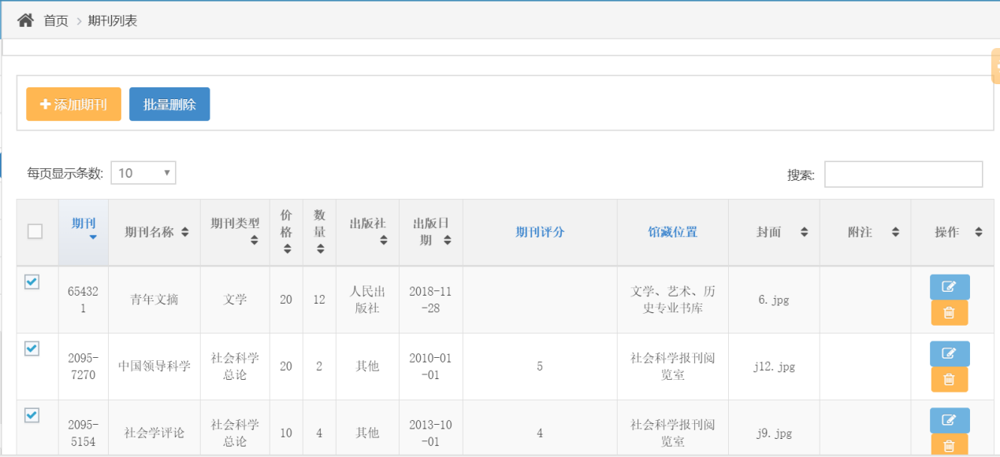 首页 > 期刊列表
添加期刊 批量删除
每页显示条数: 10 搜索:
期刊 期刊名称 期刊类型 价格 数量 出版社 出版日期 期刊评分 馆藏位置 封面 附注 操作
654321 青年文摘 文学 20 12 人民出版社 2018-11-28 文学、艺术、历史专业书库 6.jpg
2095-7270 中国领导科学 社会科学总论 20 2 其他 2010-01-01 5 社会科学报刊阅览室 j12.jpg
2095-5154 社会学评论 社会科学总论 10 4 其他 2013-10-01 4 社会科学报刊阅览室 j9.jpg